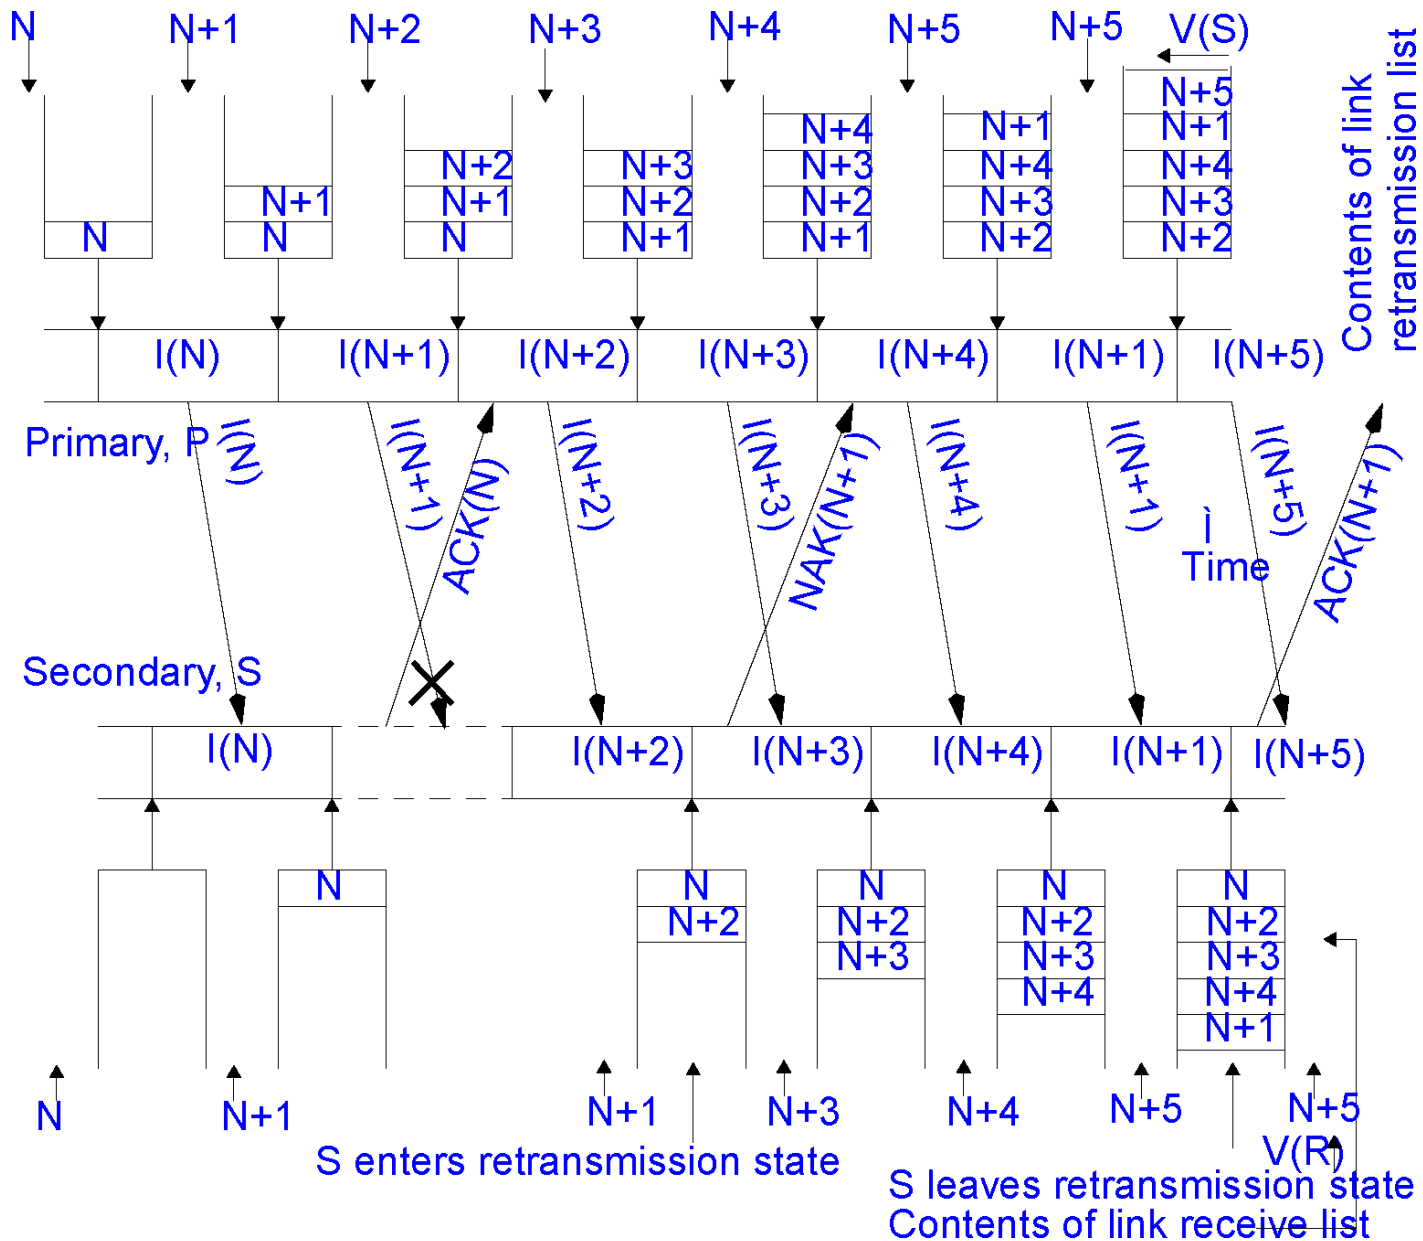 N N+1 N+2 N+3 N+4 N+5 N+5 V(S)
N+5
N+4 N+1 N+1
N+2 N+3 N+3 N+4 N+4
N+1 N+1 N+2 N+2 N+3 N+3
N N N N+1 N+1 N+2 N+2
Contents of link
retransmission list
I(N) I(N+1) I(N+2) I(N+3) I(N+4) I(N+1) I(N+5)
Primary, P
I(N) I(N+1) ACK(N) I(N+2) I(N+3) NAK(N+1) I(N+4) I(N+1) I(N+5) ACK(N+1)
Ì
Time
Secondary, S
I(N) I(N+2) I(N+3) I(N+4) I(N+1) I(N+5)
N N N N N
N+2 N+2 N+2 N+2
N+3 N+3 N+3
N+4 N+4
N+1
N N+1 N+1 N+3 N+4 N+5 N+5
V(R)
S enters retransmission state
S leaves retransmission state
Contents of link receive list